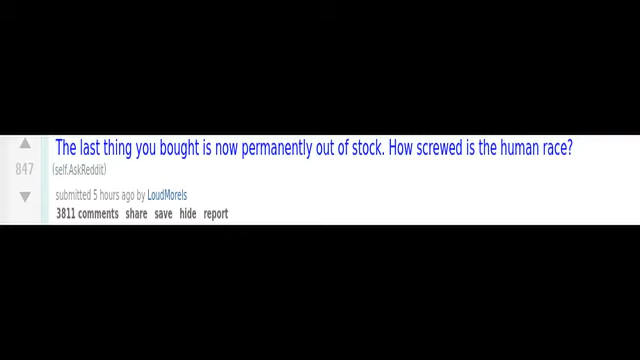 The last thing you bought is now permanently out of stock. How screwed is the human race?
847
(self.AskReddit)
submitted 5 hours ago by LoudMorels
3811 comments share save hide report